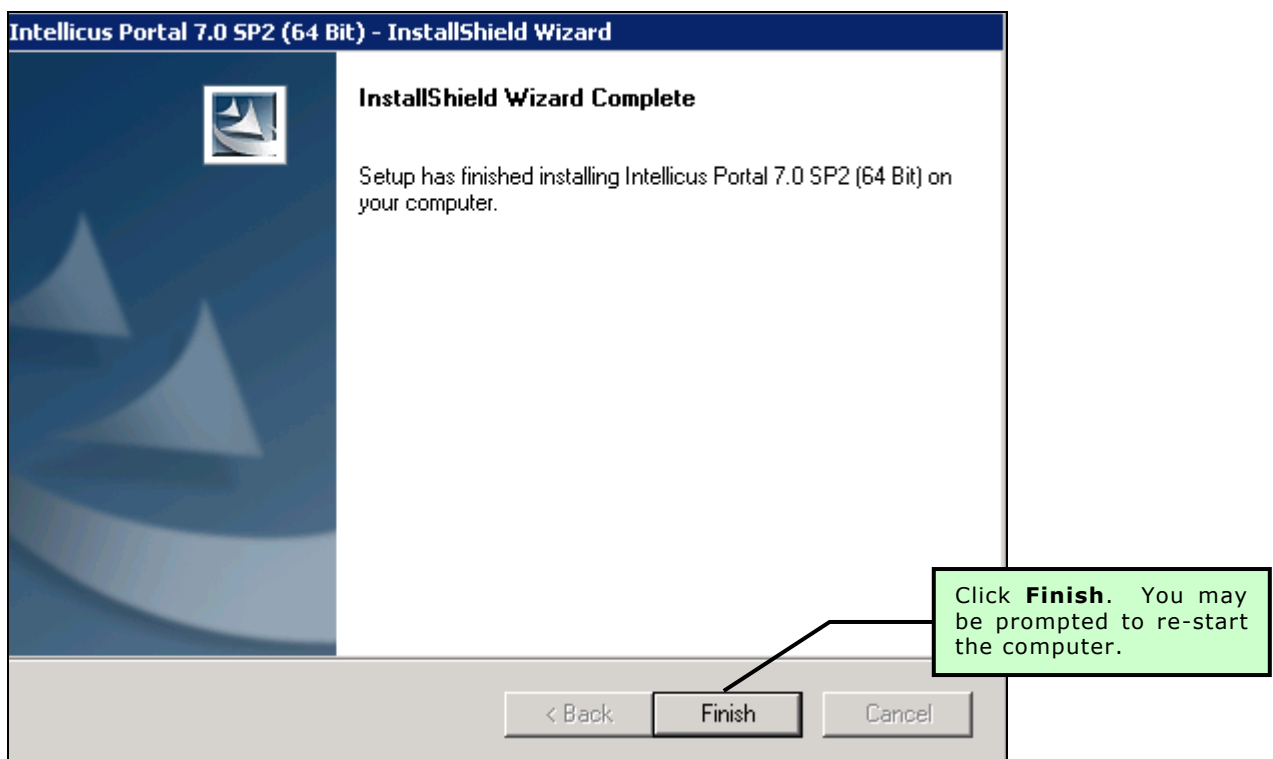 Intellicus Portal 7.0 SP2 (64 Bit) - InstallShield Wizard
InstallShield Wizard Complete
Setup has finished installing Intellicus Portal 7.0 SP2 (64 Bit) on
your computer.
Click Finish. You may
be prompted to re-start
the computer.
< Back
Finish
Cancel